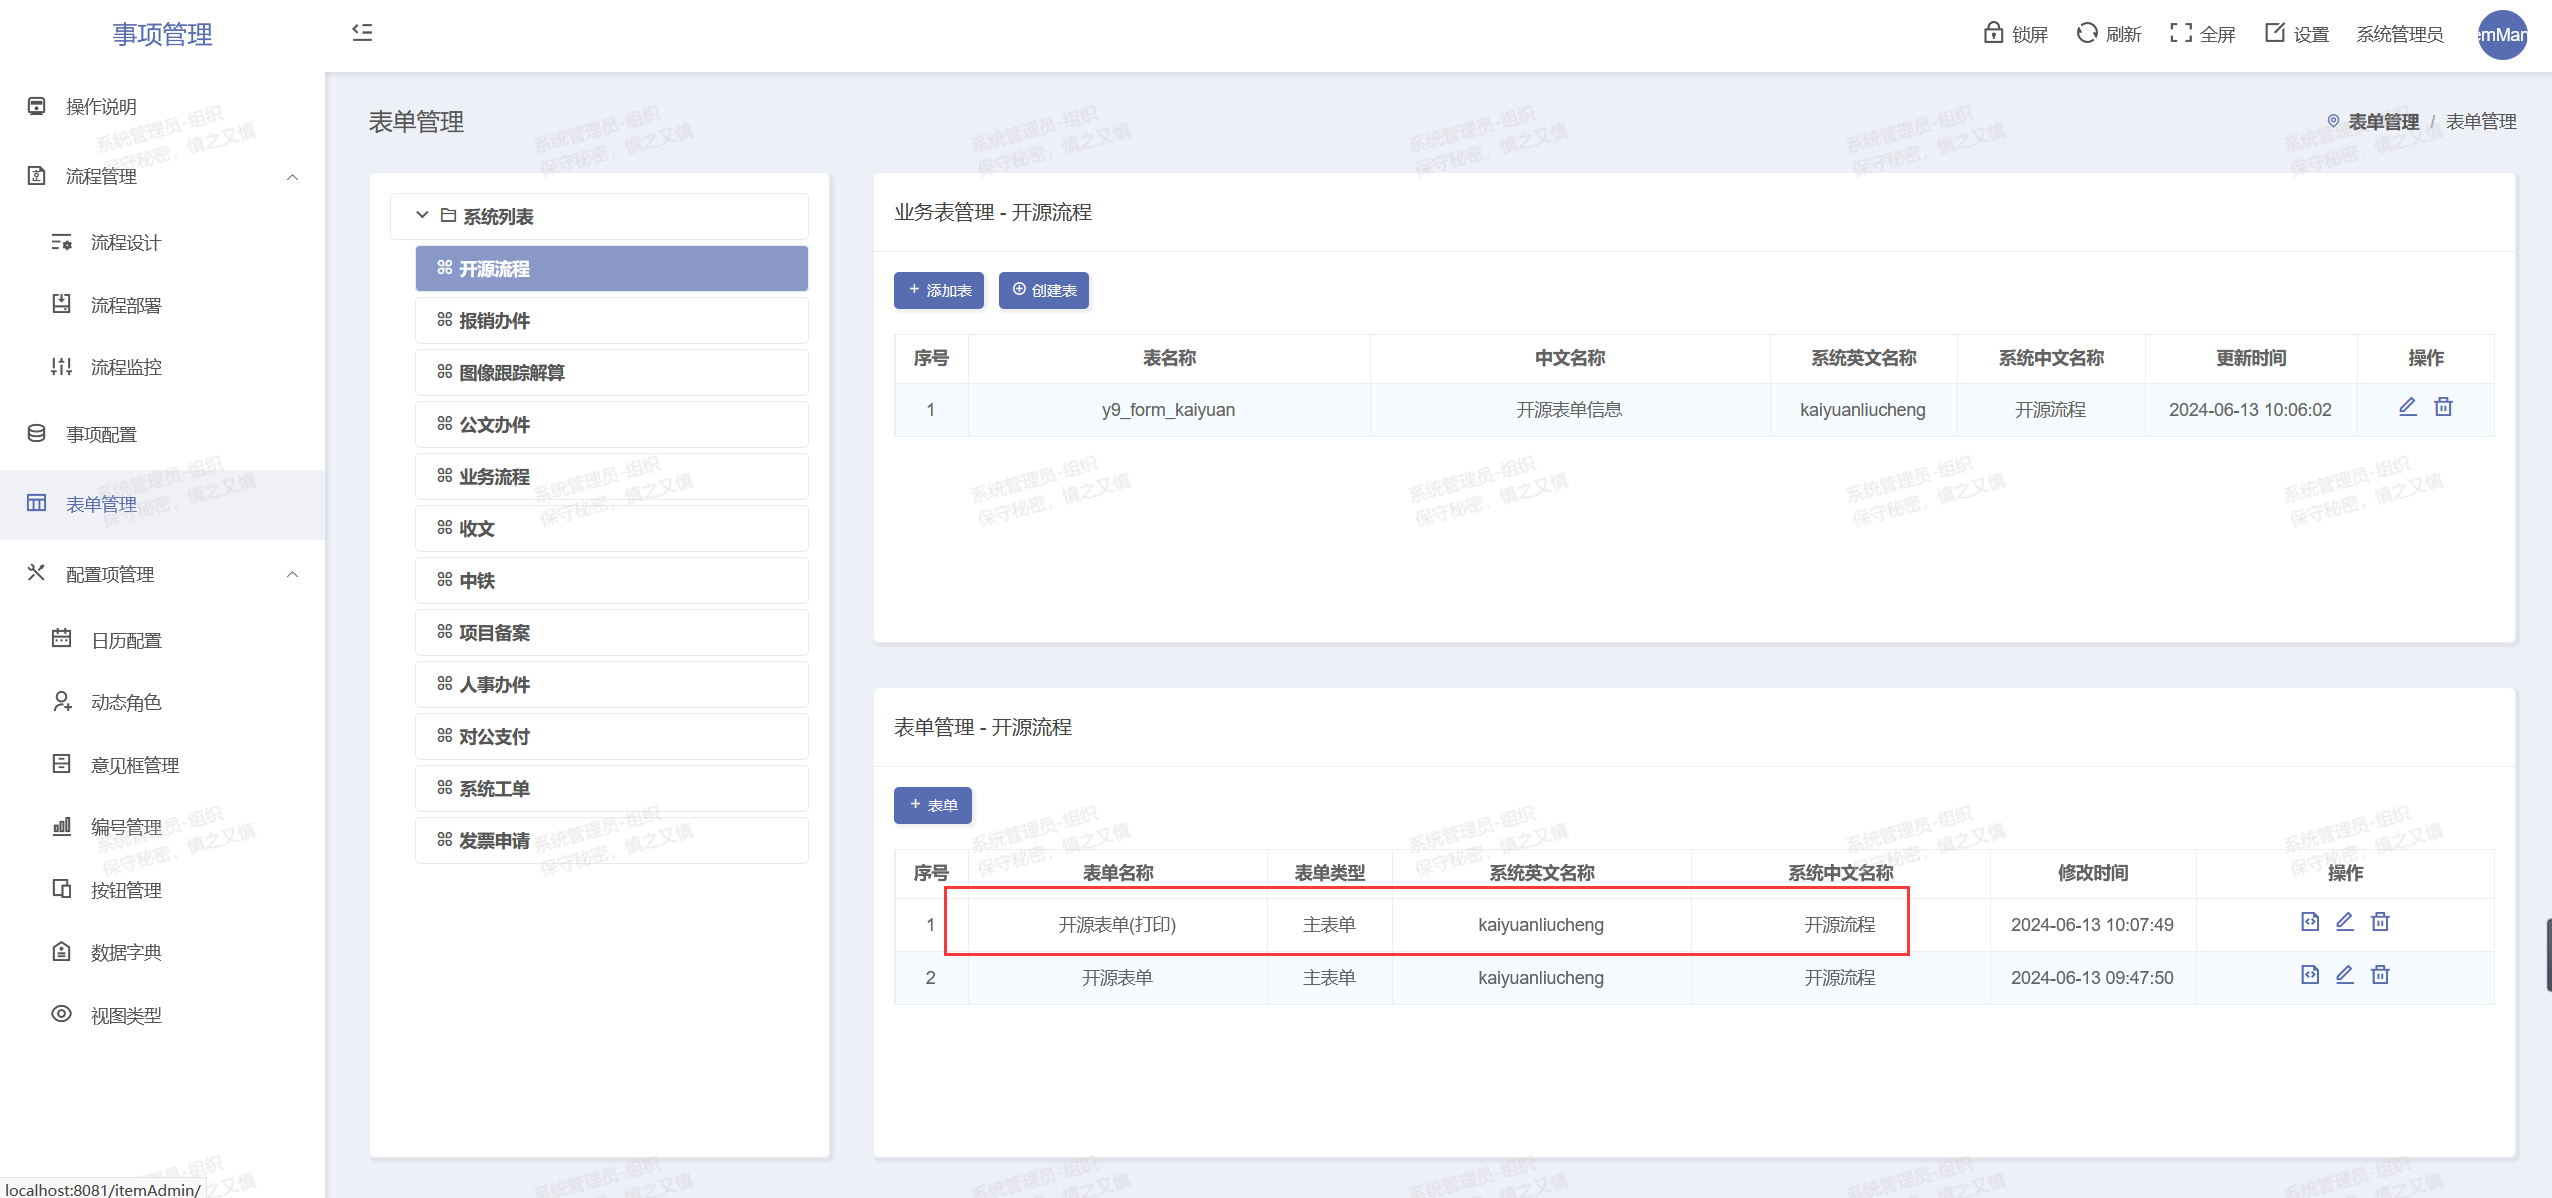 事项管理
锁屏
刷新
全屏
设置
系统管理员
emMan
操作说明
流程管理
流程设计
流程部署
流程监控
事项配置
表单管理
配置项管理
日历配置
动态角色
意见框管理
编号管理
按钮管理
数据字典
视图类型
表单管理
表单管理 / 表单管理
系统列表
开源流程
报销办件
图像跟踪解算
公文办件
业务流程
收文
中铁
项目备案
人事办件
对公支付
系统工单
发票申请
业务表管理 - 开源流程
+ 添加表
创建表
序号 表名称 中文名称 系统英文名称 系统中文名称 更新时间 操作
1 y9_form_kaiyuan 开源表单信息 kaiyuanliucheng 开源流程 2024-06-13 10:06:02
表单管理 - 开源流程
+ 表单
序号 表单名称 表单类型 系统英文名称 系统中文名称 修改时间 操作
1 开源表单(打印) 主表单 kaiyuanliucheng 开源流程 2024-06-13 10:07:49
2 开源表单 主表单 kaiyuanliucheng 开源流程 2024-06-13 09:47:50
系统管理员-组织
保守秘密，慎之又慎
localhost:8081/itemAdmin/